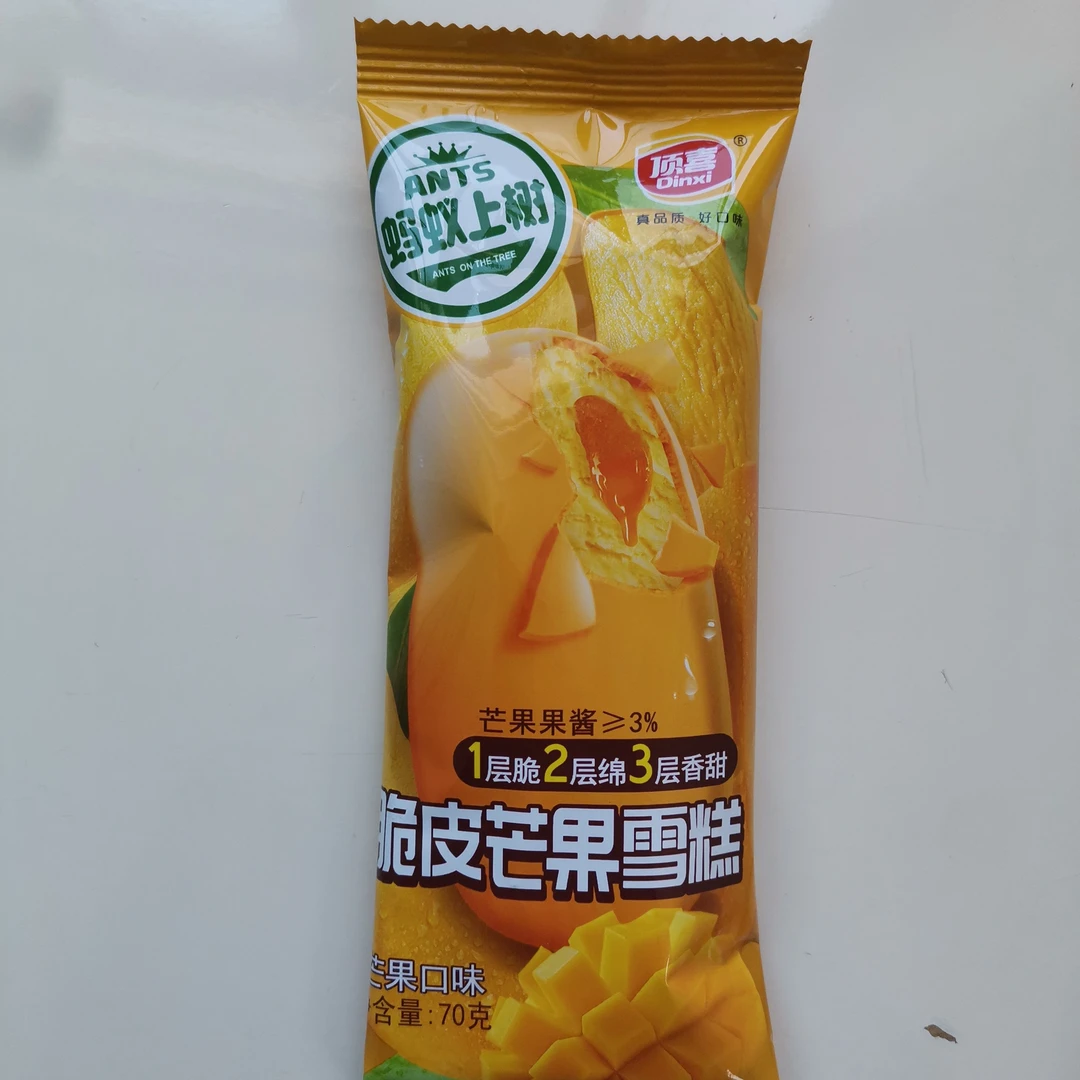 ANTS
蚂蚁上树
ANTS ON THE TREE
顶喜®
Dinxi
真品质 好口味
芒果果酱≥3%
1层脆2层绵3层香甜
脆皮芒果雪糕
芒果口味
含量:70克